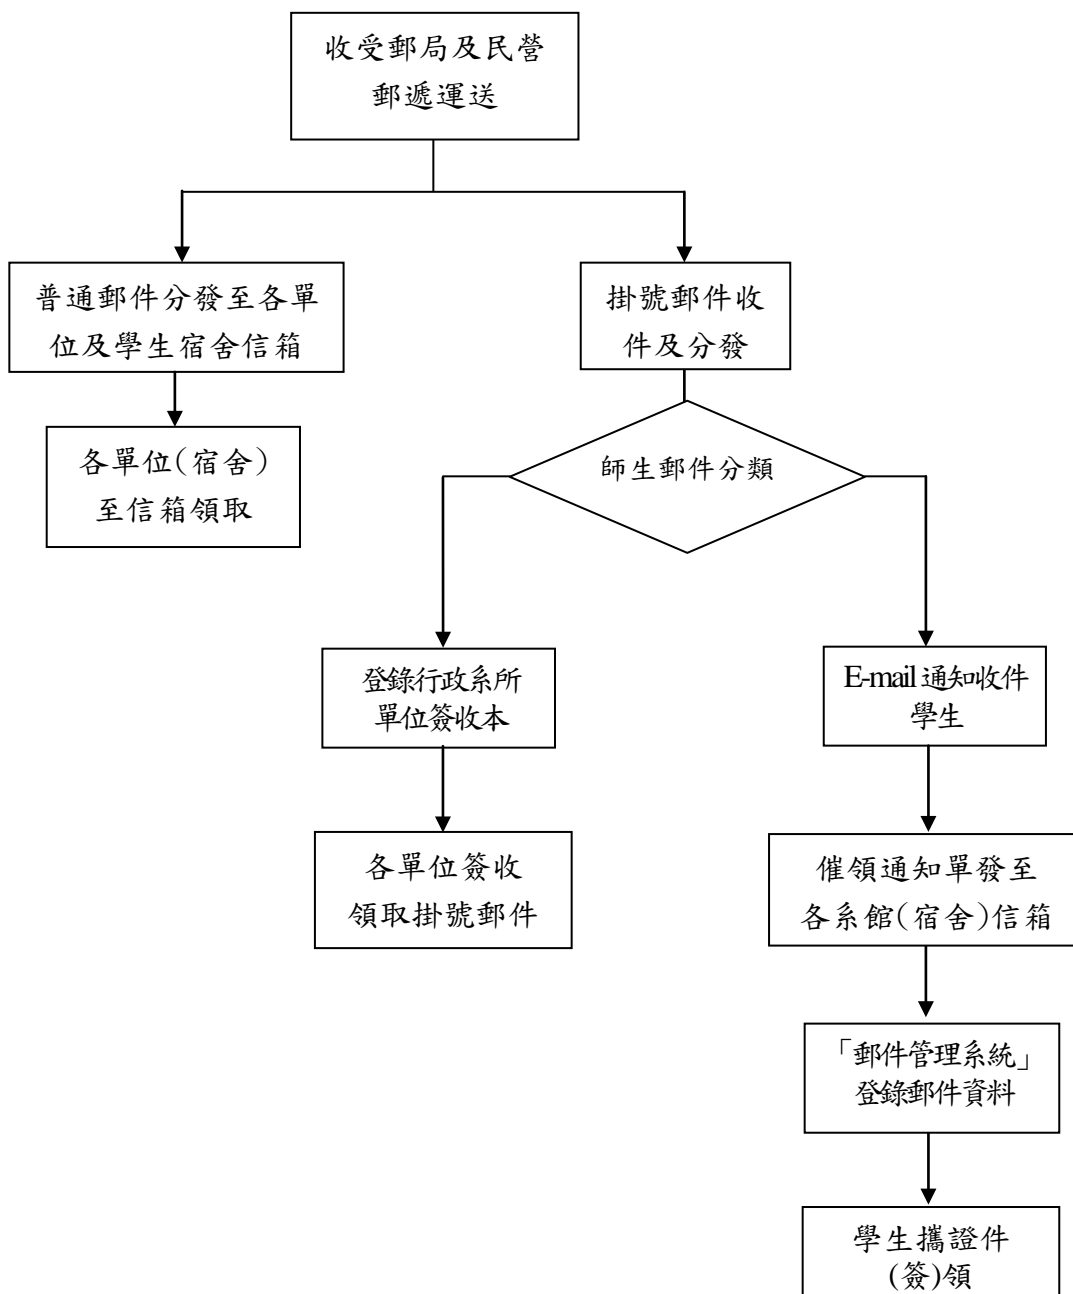 收受郵局及民營
郵遞運送
普通郵件分發至各單
位及學生宿舍信箱
掛號郵件收
件及分發
各單位(宿舍)
至信箱領取
師生郵件分類
登錄行政系所
單位簽收本
E-mail 通知收件
學生
各單位簽收
領取掛號郵件
催領通知單發至
各系館(宿舍)信箱
「郵件管理系統」
登錄郵件資料
學生攜證件
(簽)領